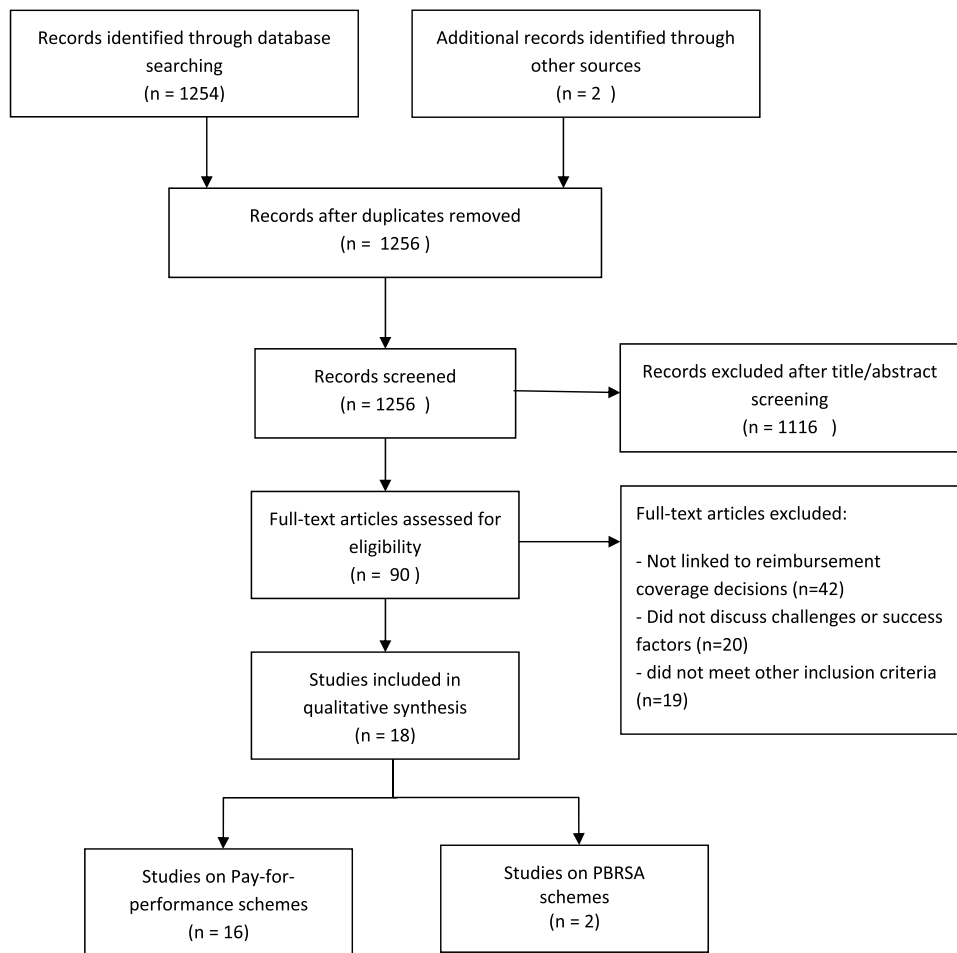 Records identified through database
searching
(n = 1254)
Additional records identified through
other sources
(n = 2  )
Records after duplicates removed
(n =  1256 )
Records screened
(n = 1256  )
Records excluded after title/abstract
screening
(n = 1116   )
Full-text articles assessed for
eligibility
(n =  90 )
Full-text articles excluded:
- Not linked to reimbursement
coverage decisions (n=42)
- Did not discuss challenges or success
factors (n=20)
- did not meet other inclusion criteria
(n=19)
Studies included in
qualitative synthesis
(n = 18)
Studies on Pay-for-
performance schemes
(n = 16)
Studies on PBRSA
schemes
(n = 2)